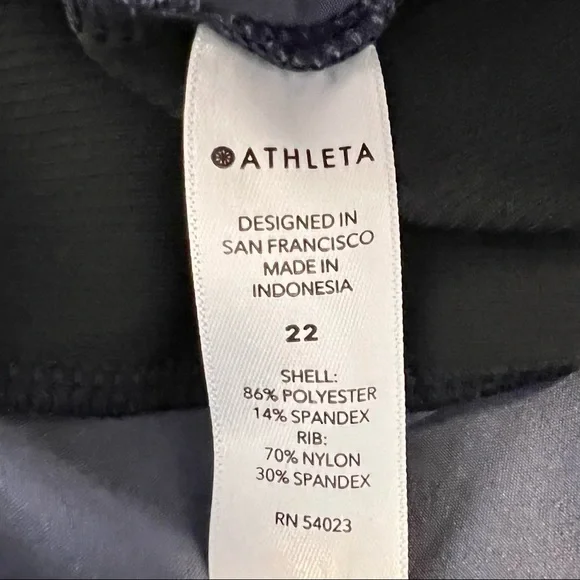 ATHLETA
DESIGNED IN
SAN FRANCISCO
MADE IN
INDONESIA
22
SHELL:
86% POLYESTER
14% SPANDEX
RIB:
70% NYLON
30% SPANDEX
RN 54023